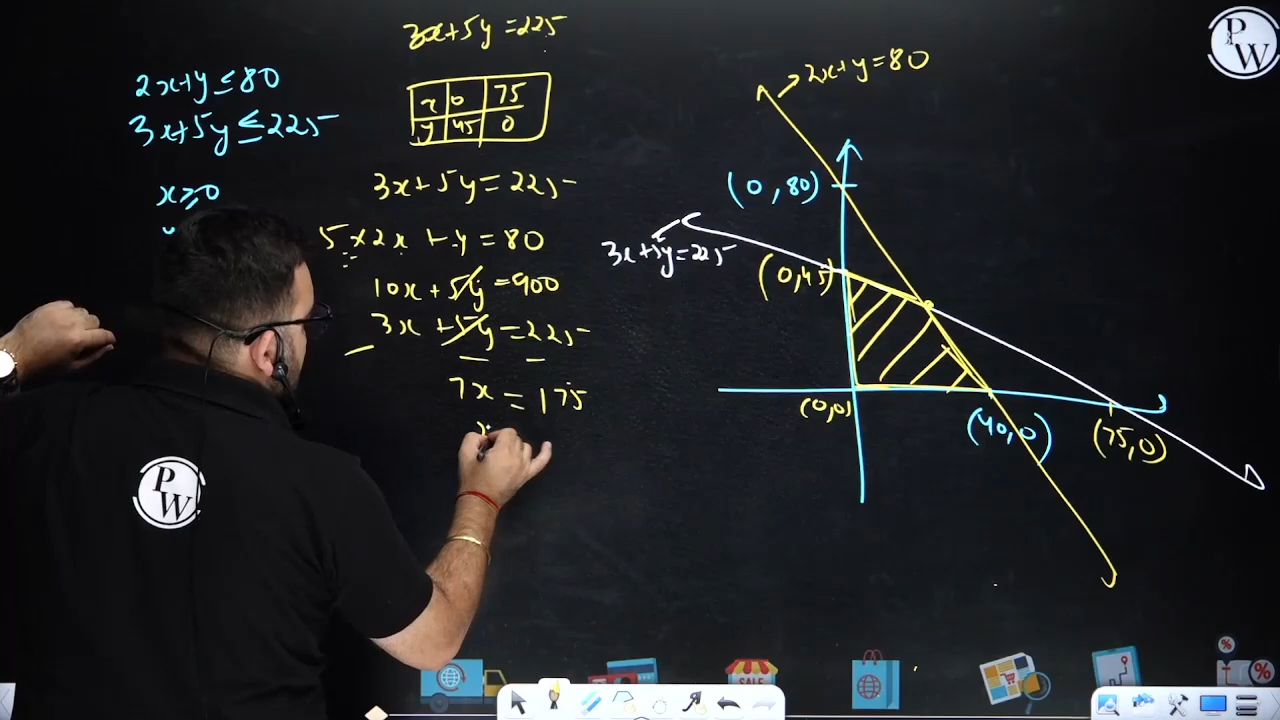 3x+5y=225
2x+y≤80
3x+5y≤225
x≥0
x 0 75
y 45 0
3x+5y=225
5×2x+y=80
10x+5y=900
3x+5y=225
7x=175
2x+y=80
(0,80)
3x+5y=225
(0,45)
(0,0)
(40,0)
(75,0)
PW
PW
SALE
%
%